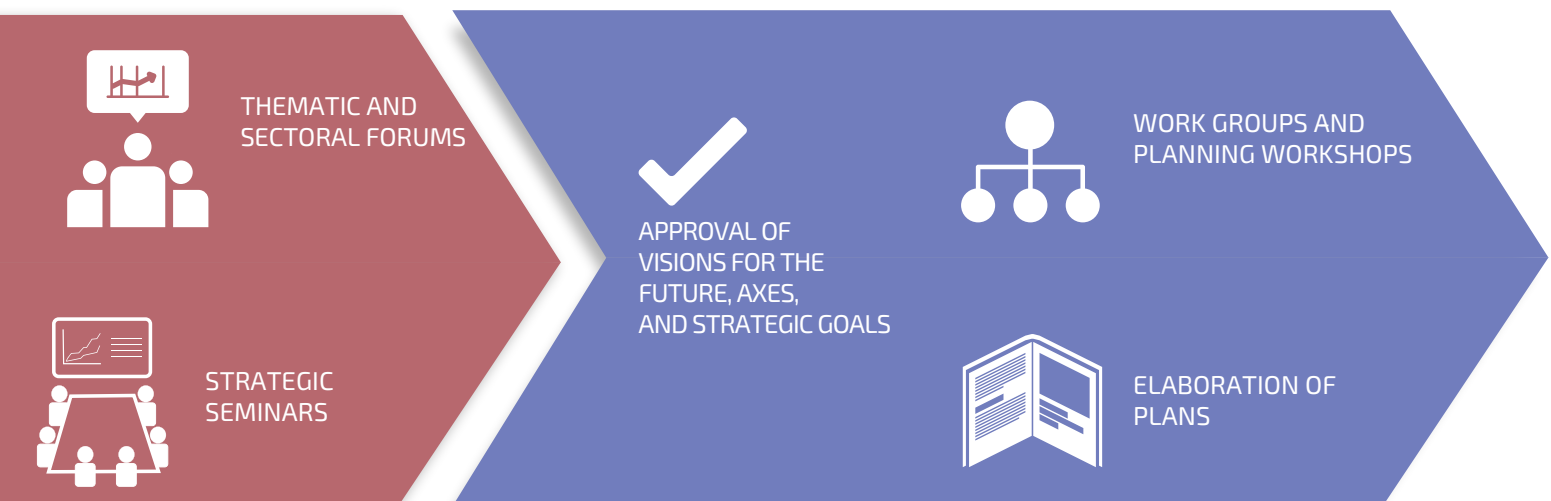 THEMATIC AND
SECTORAL FORUMS
STRATEGIC
SEMINARS
APPROVAL OF
VISIONS FOR THE
FUTURE, AXES,
AND STRATEGIC GOALS
WORK GROUPS AND
PLANNING WORKSHOPS
ELABORATION OF
PLANS